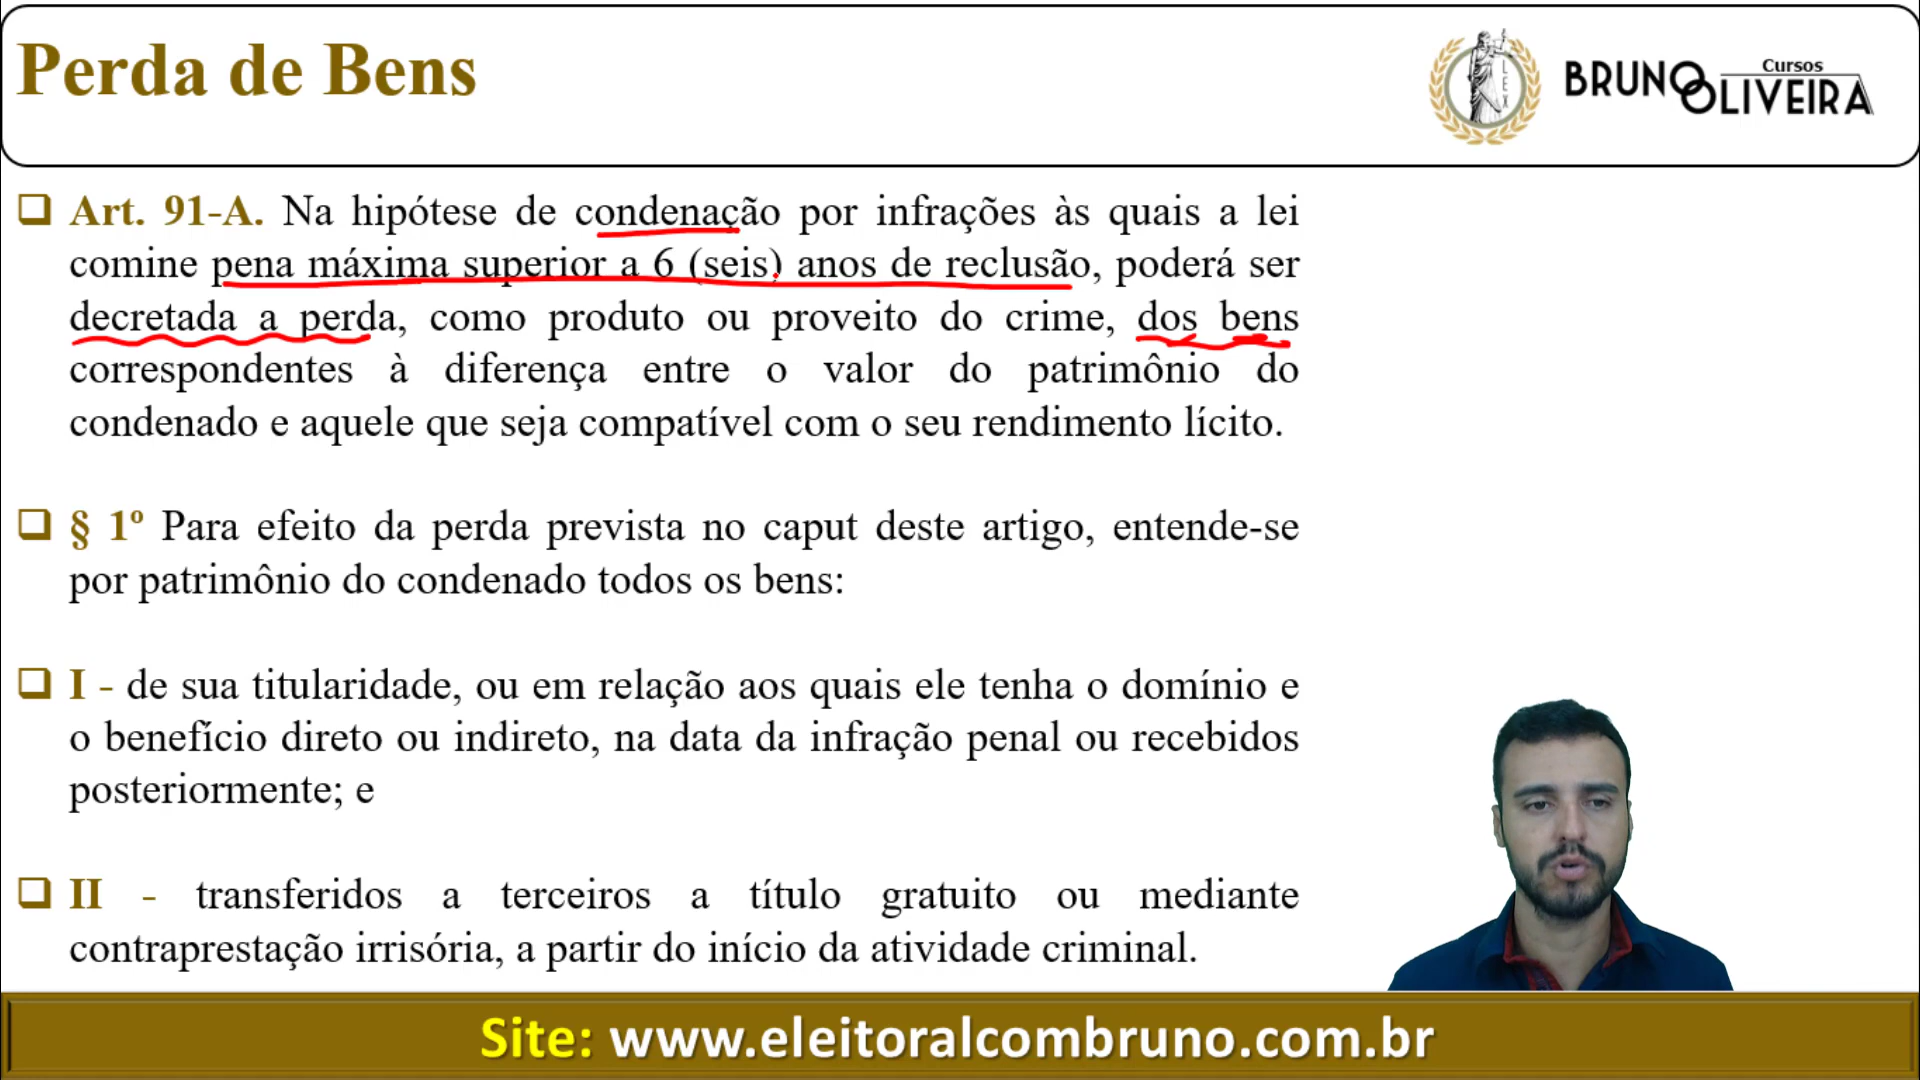 Perda de Bens
LEX
Cursos
BRUNO OLIVEIRA
Art. 91-A. Na hipótese de condenação por infrações às quais a lei
comine pena máxima superior a 6 (seis) anos de reclusão, poderá ser
decretada a perda, como produto ou proveito do crime, dos bens
correspondentes à diferença entre o valor do patrimônio do
condenado e aquele que seja compatível com o seu rendimento lícito.
§ 1º Para efeito da perda prevista no caput deste artigo, entende-se
por patrimônio do condenado todos os bens:
I - de sua titularidade, ou em relação aos quais ele tenha o domínio e
o benefício direto ou indireto, na data da infração penal ou recebidos
posteriormente; e
II - transferidos a terceiros a título gratuito ou mediante
contraprestação irrisória, a partir do início da atividade criminal.
Site: www.eleitoralcombruno.com.br